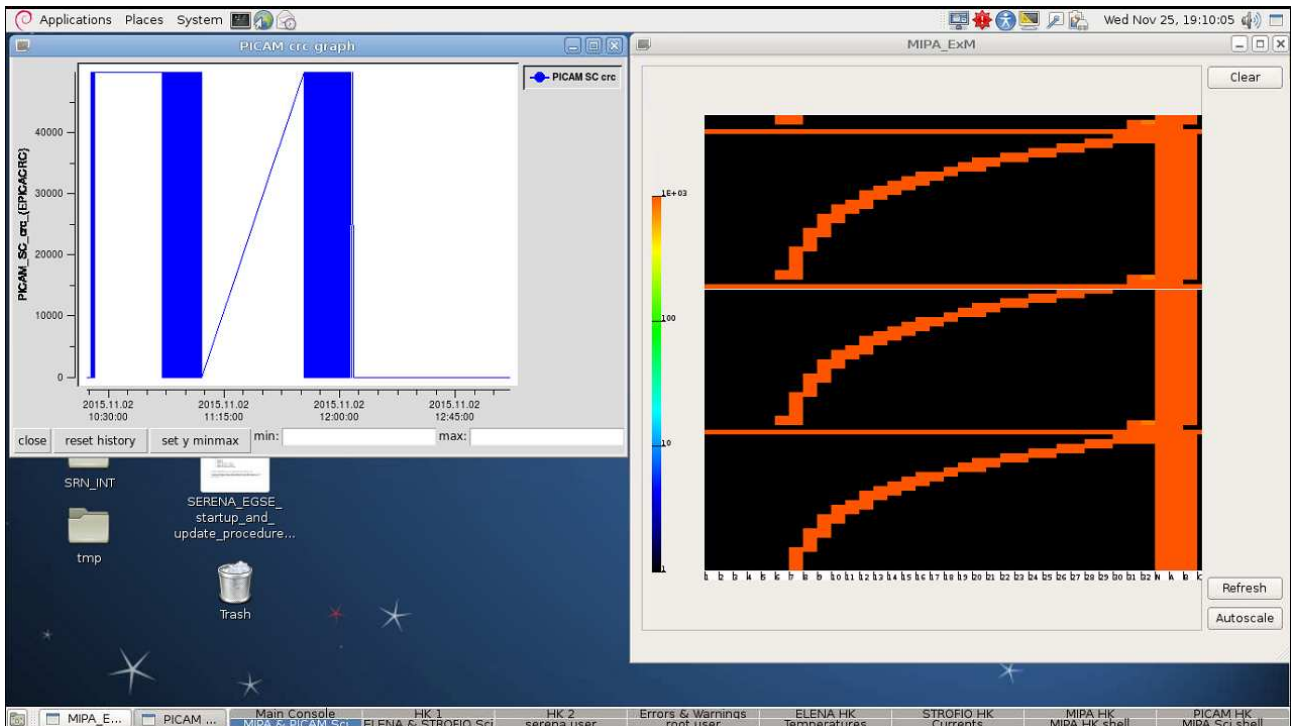 Applications Places System
Wed Nov 25, 19:10:05
PICAM crc graph
PICAM SC crc
PICAM_SC_crc_(EPICACRC)
40000
30000
20000
10000
0
2015.11.02 2015.11.02 2015.11.02 2015.11.02
10:30:00 11:15:00 12:00:00 12:45:00
close reset history set y minmax min: max:
MIPA_ExM
Clear
1E+03
100
10
1
Refresh
Autoscale
SRN_INT
SERENA_EGSE_
startup_and_
update_procedure...
tmp
Trash
MIPA_E... PICAM ...
Main Console HK 1 HK 2 Errors & Warnings ELENA HK STROFIO HK MIPA HK PICAM HK
MIPA & PICAM Sci ELENA & STROFIO Sci serena user root user Temperatures Currents MIPA HK shell MIPA Sci shell